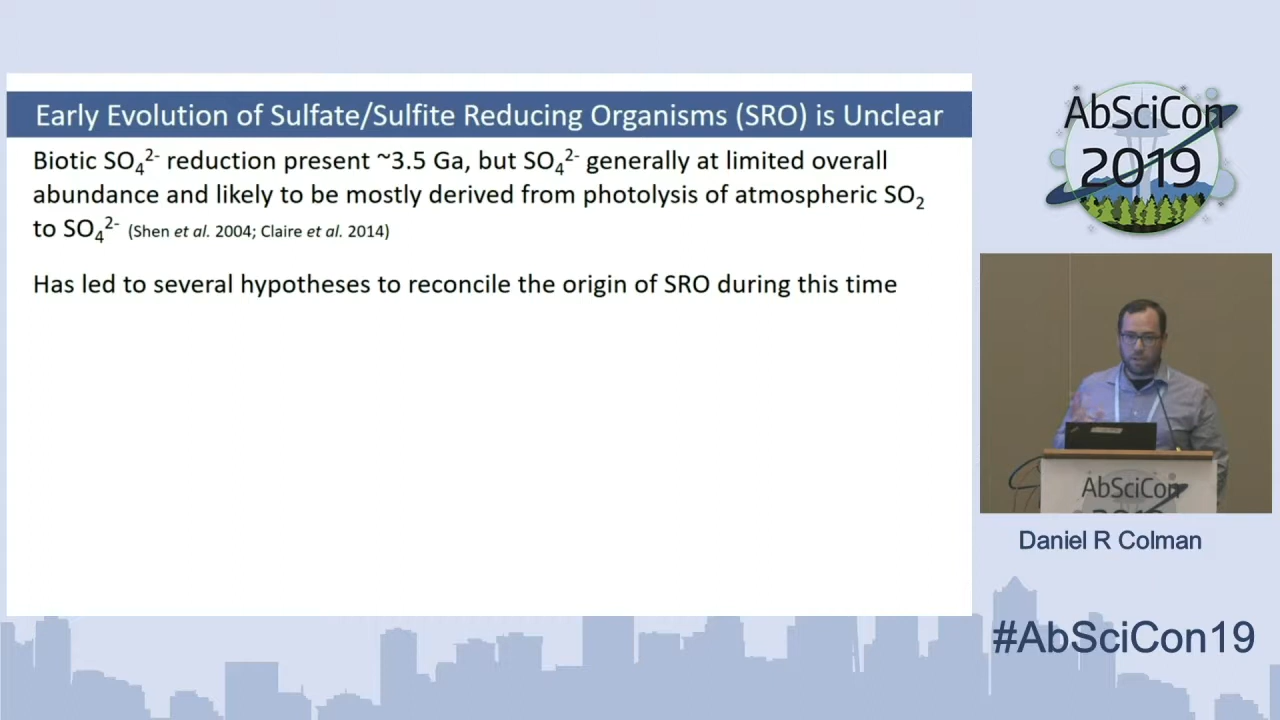 Early Evolution of Sulfate/Sulfite Reducing Organisms (SRO) is Unclear
Biotic SO₄²⁻ reduction present ~3.5 Ga, but SO₄²⁻ generally at limited overall
abundance and likely to be mostly derived from photolysis of atmospheric SO₂
to SO₄²⁻ (Shen et al. 2004; Claire et al. 2014)
Has led to several hypotheses to reconcile the origin of SRO during this time
AbSciCon
2019
AbSciCon
2019
Daniel R Colman
#AbSciCon19